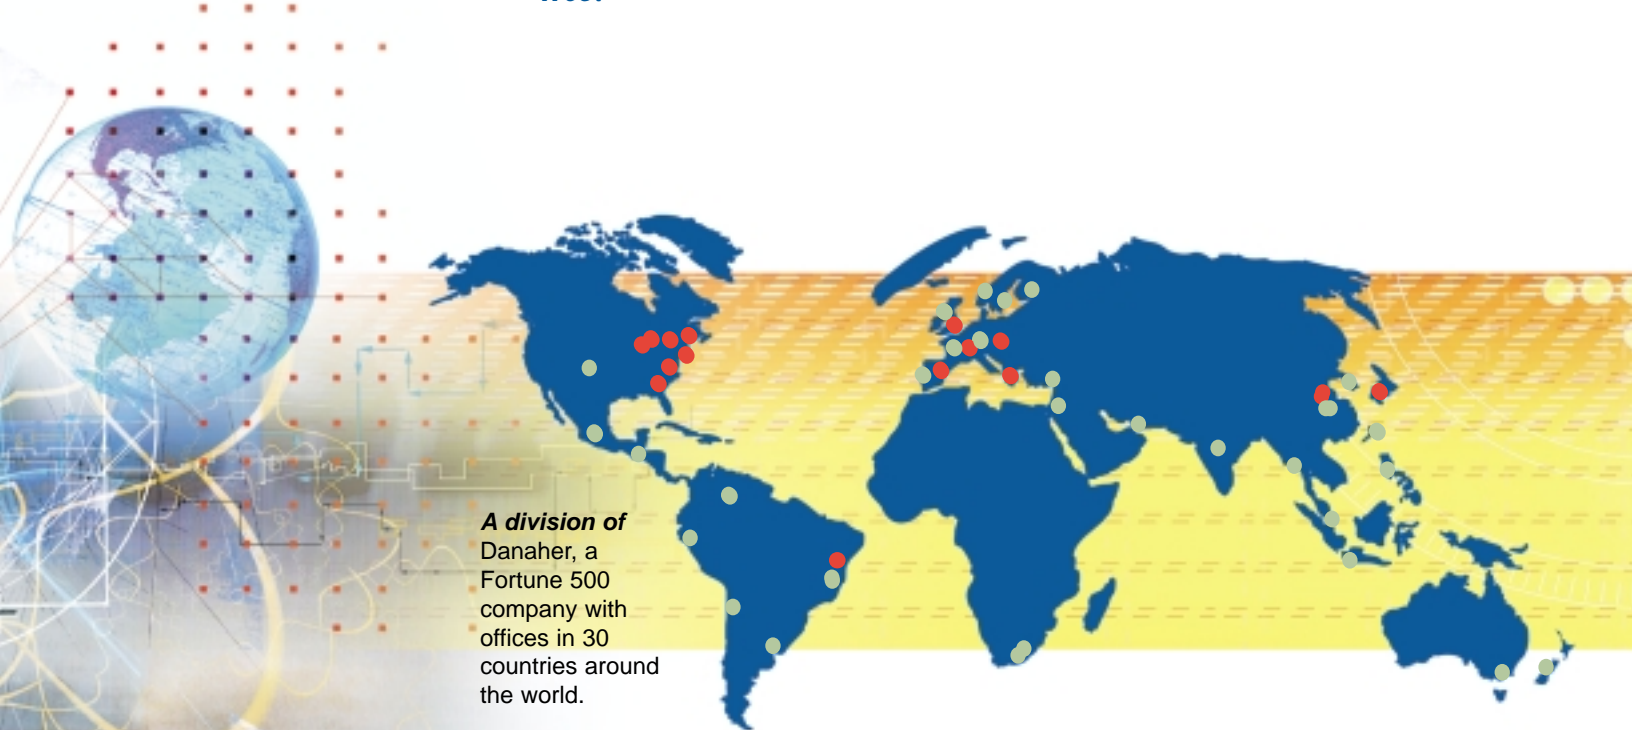 A division of
Danaher, a
Fortune 500
company with
offices in 30
countries around
the world.